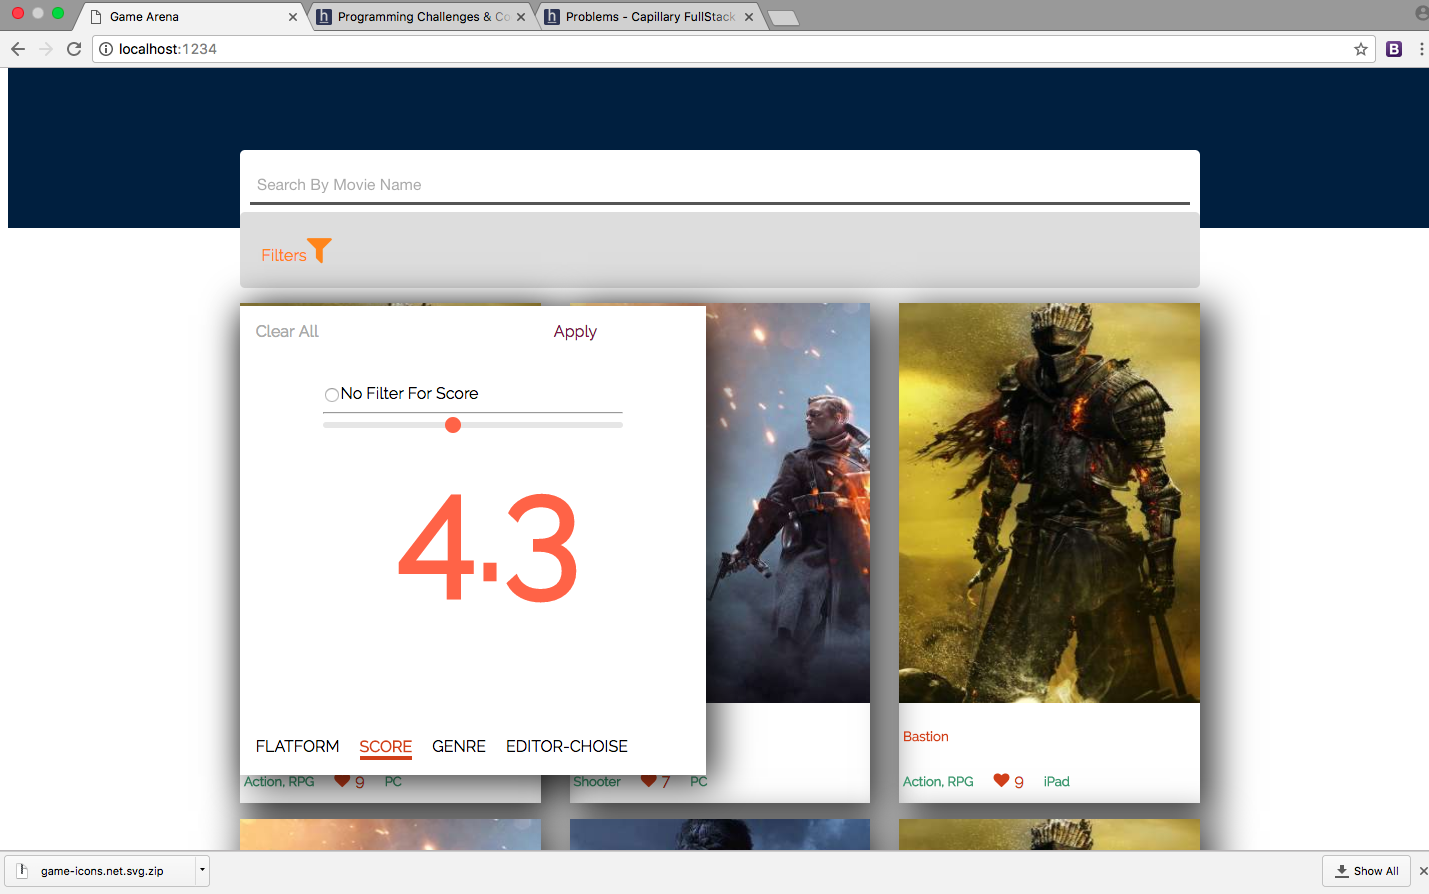 Game Arena
Programming Challenges & Co
Problems - Capillary FullStack
localhost:1234
B
Search By Movie Name
Filters
Clear All
Apply
No Filter For Score
4.3
FLATFORM
SCORE
GENRE
EDITOR-CHOISE
Bastion
Action, RPG 9 PC
Shooter 7 PC
Action, RPG 9 iPad
game-icons.net.svg.zip
Show All